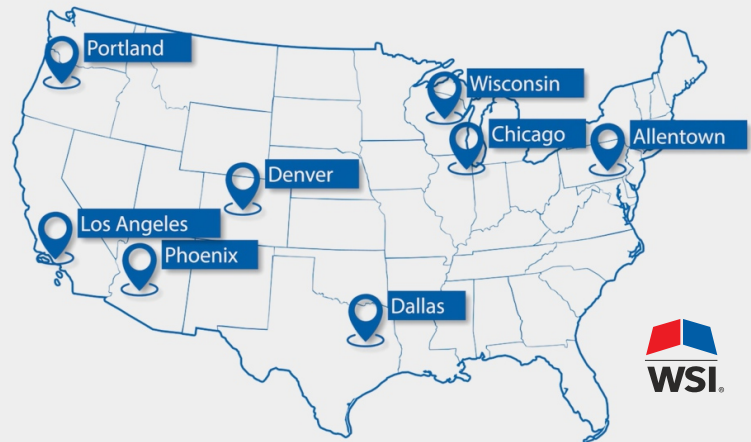 Portland
Wisconsin
Chicago
Allentown
Denver
Los Angeles
Phoenix
Dallas
WSI®